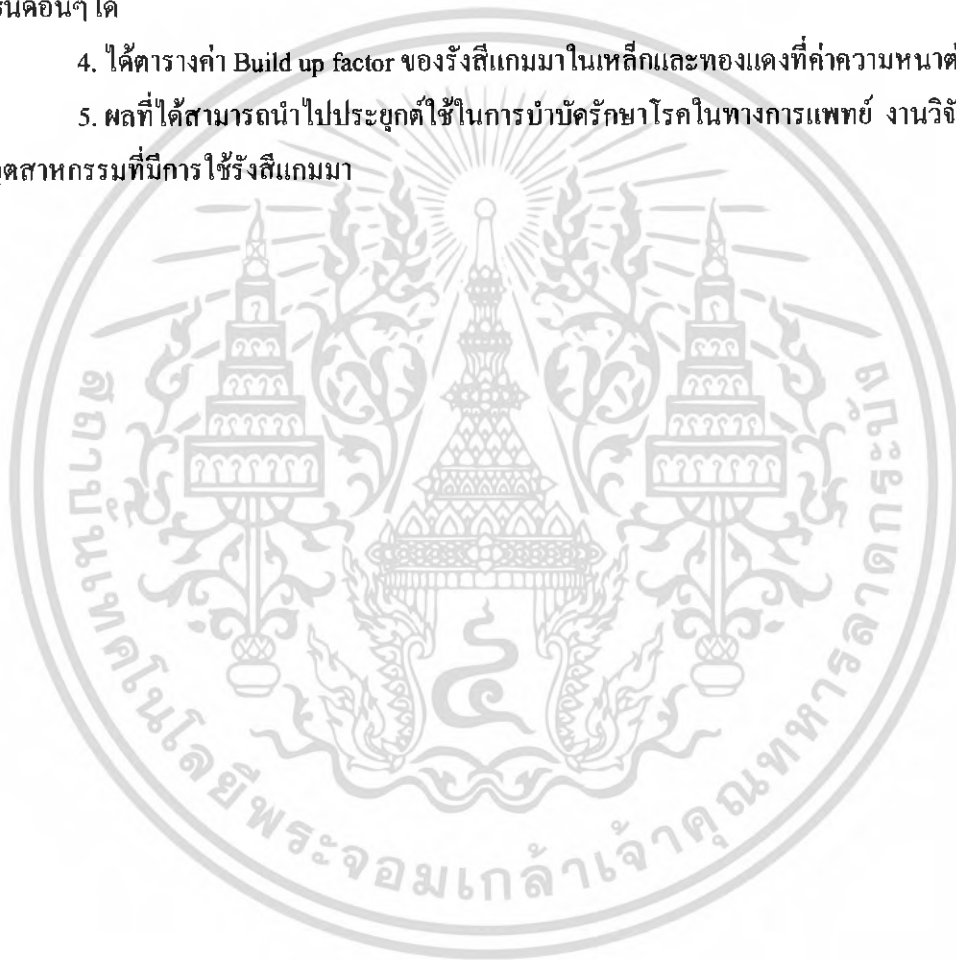 4. ได้ตารางค่า Build up factor ของรังสีแกมมาในเหล็กและทองแดงที่ค่าความหนาต่
5. ผลที่ได้สามารถนำไปประยุกต์ใช้ในการบำบัดรักษาโรคในทางการแพทย์ งานวิจั
ุตสาหกรรมที่มีการใช้รังสีแกมมา
สถาบันเทคโนโลยีพระจอมเกล้าเจ้าคุณทหารลาดกระบัง
๔